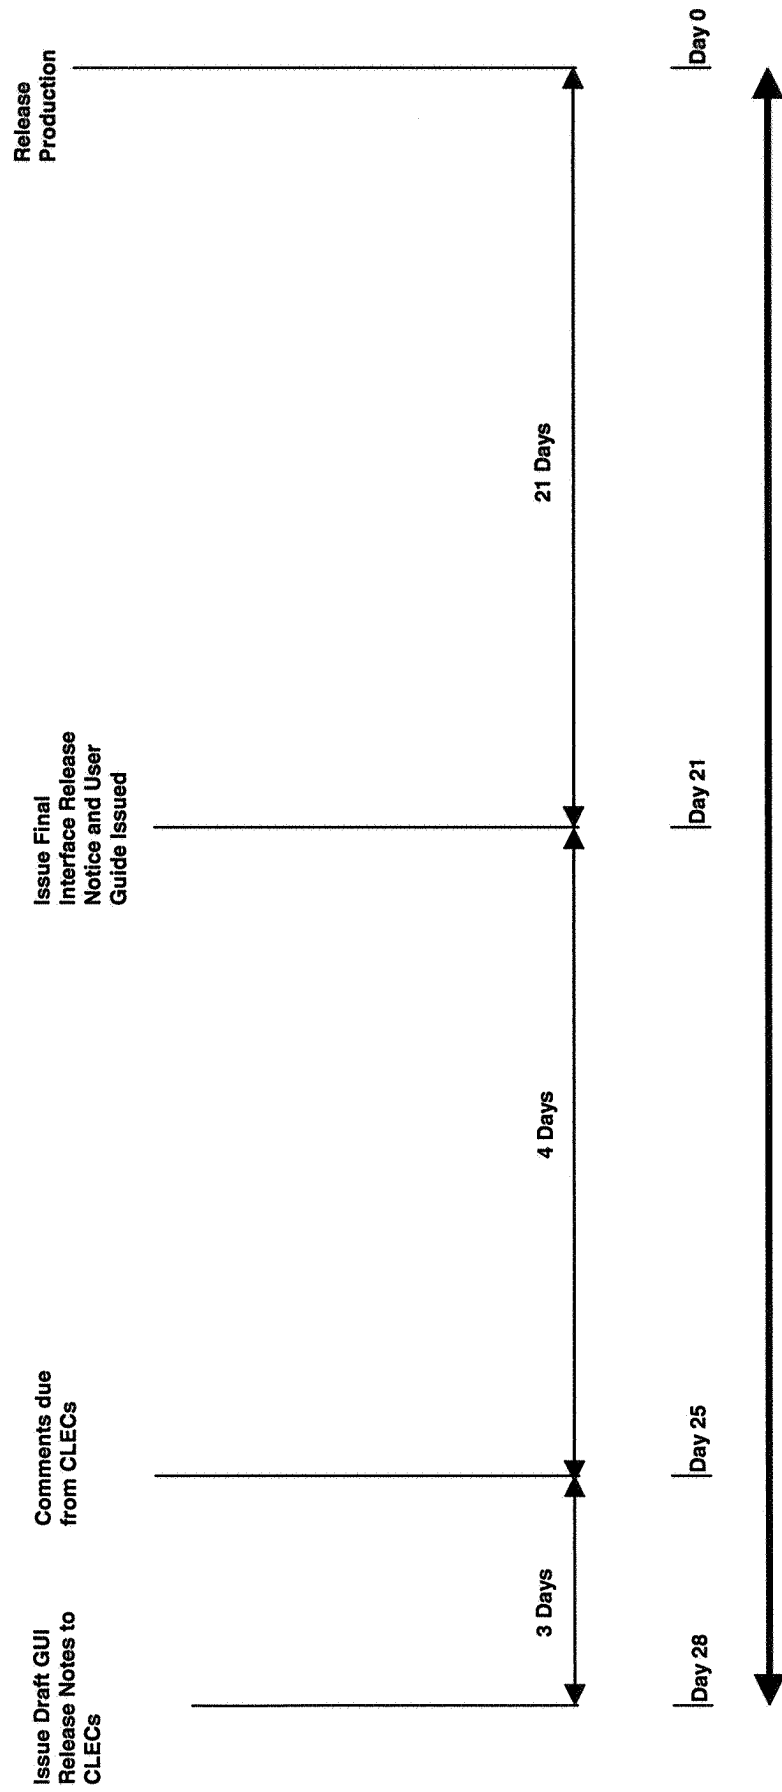 Issue Draft GUI
Release Notes to
CLECs
Comments due
from CLECs
Issue Final
Interface Release
Notice and User
Guide Issued
Release
Production
3 Days
4 Days
21 Days
Day 28
Day 25
Day 21
Day 0